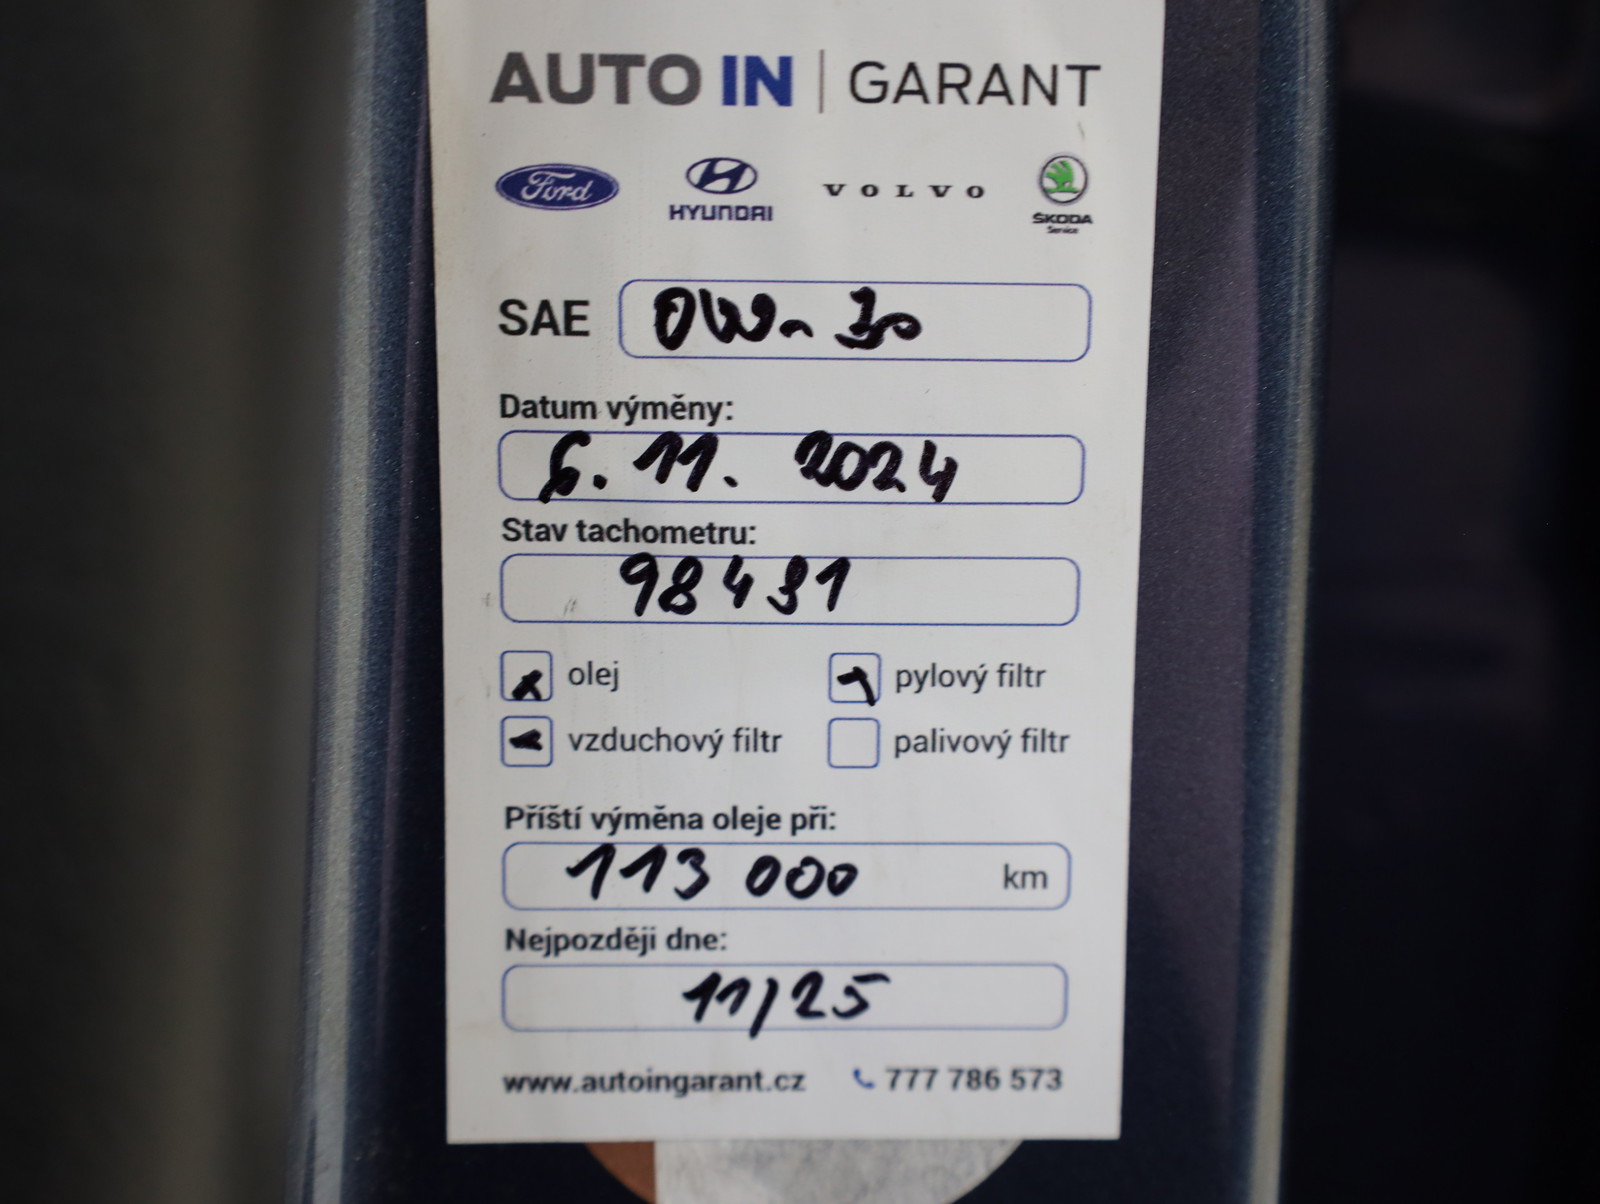 AUTO IN | GARANT
Ford HYUNDAI VOLVO ŠKODA
Service
SAE 0W-30
Datum výměny:
6. 11. 2024
Stav tachometru:
98431
olej pylový filtr
vzduchový filtr palivový filtr
Příští výměna oleje při:
113 000 km
Nejpozději dne:
11/25
www.autoingarant.cz 777 786 573